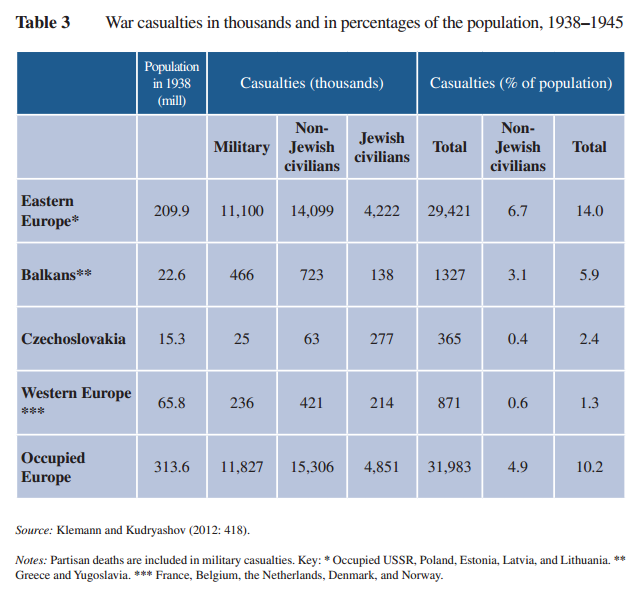 Table 3 War casualties in thousands and in percentages of the population, 1938–1945
Population
in 1938
(mill)
Casualties (thousands)
Casualties (% of population)
Military
Non-
Jewish
civilians
Jewish
civilians
Total
Non-
Jewish
civilians
Total
Eastern
Europe*
209.9 11,100 14,099 4,222 29,421 6.7 14.0
Balkans** 22.6 466 723 138 1327 3.1 5.9
Czechoslovakia 15.3 25 63 277 365 0.4 2.4
Western Europe
***
65.8 236 421 214 871 0.6 1.3
Occupied
Europe
313.6 11,827 15,306 4,851 31,983 4.9 10.2
Source: Klemann and Kudryashov (2012: 418).
Notes: Partisan deaths are included in military casualties. Key: * Occupied USSR, Poland, Estonia, Latvia, and Lithuania. **
Greece and Yugoslavia. *** France, Belgium, the Netherlands, Denmark, and Norway.